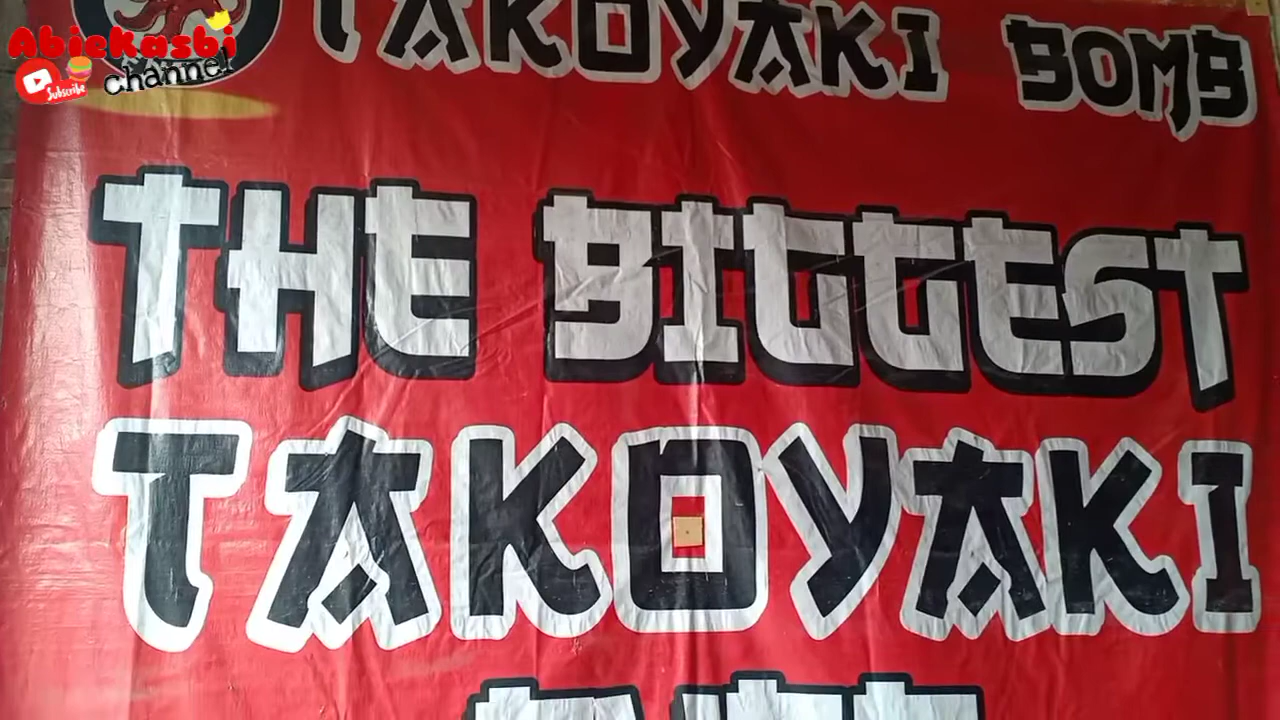 AbieKasbi
channel
Subscribe
TAKOYAKI BOMB
THE BIGGEST
TAKOYAKI